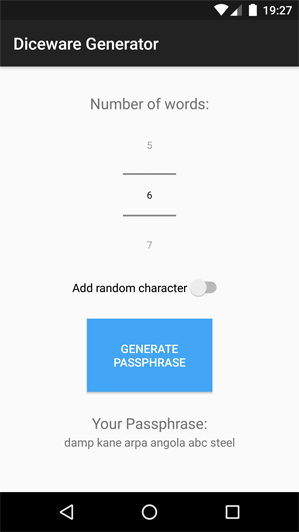 19:27
Diceware Generator
Number of words:
5
6
7
Add random character
GENERATE
PASSPHRASE
Your Passphrase:
damp kane arpa angola abc steel